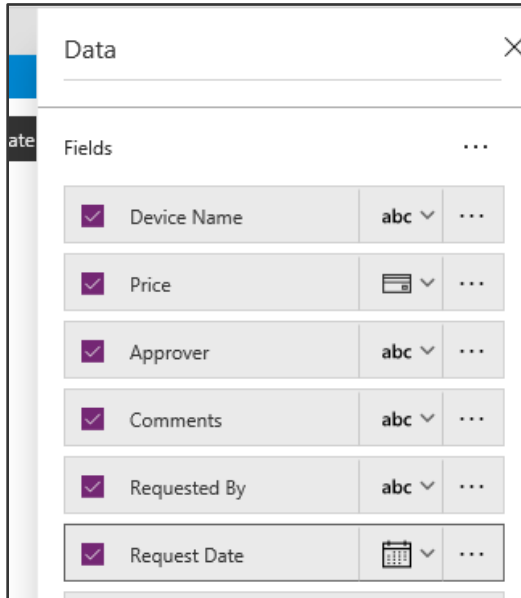 Data
ate
Fields
Device Name abc
Price
Approver abc
Comments abc
Requested By abc
Request Date